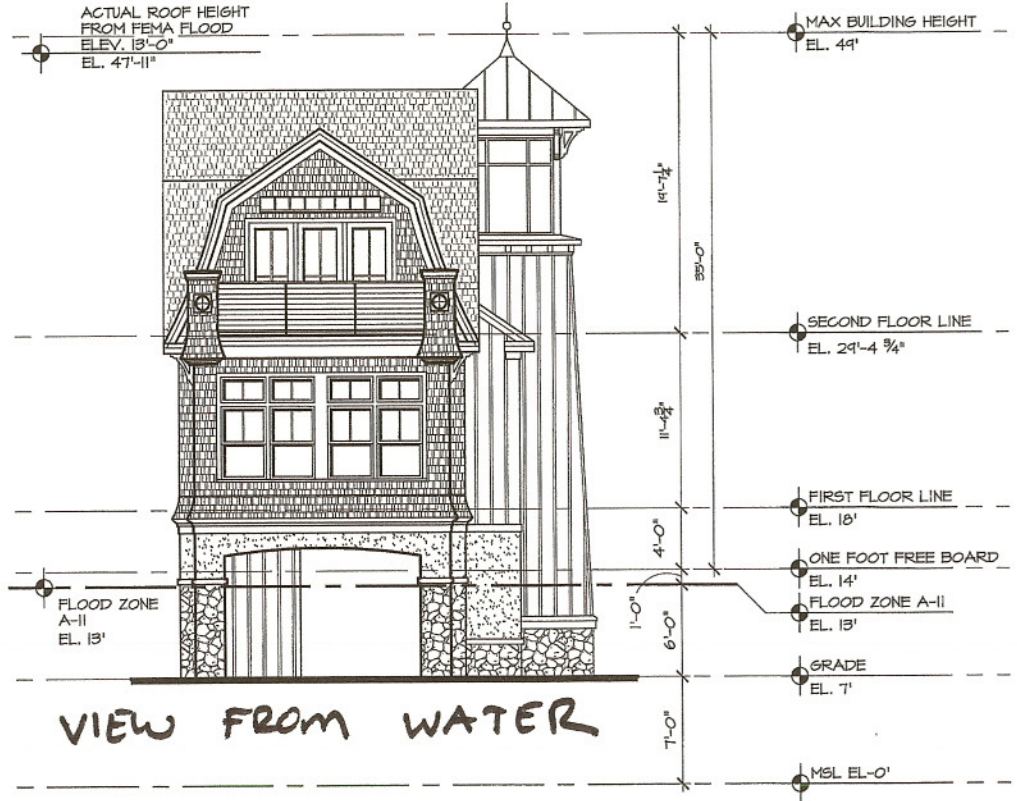 ACTUAL ROOF HEIGHT
FROM FEMA FLOOD
ELEV. 13'-0"
EL. 47'-11"
MAX BUILDING HEIGHT
EL. 49'
19'-7 1/4"
35'-0"
SECOND FLOOR LINE
EL. 29'-4 3/4"
11'-4 3/4"
FIRST FLOOR LINE
EL. 18'
4'-0"
ONE FOOT FREE BOARD
EL. 14'
FLOOD ZONE
A-11
EL. 13'
1'-0"
6'-0"
FLOOD ZONE A-11
EL. 13'
GRADE
EL. 7'
VIEW FROM WATER
7'-0"
MSL EL-0'